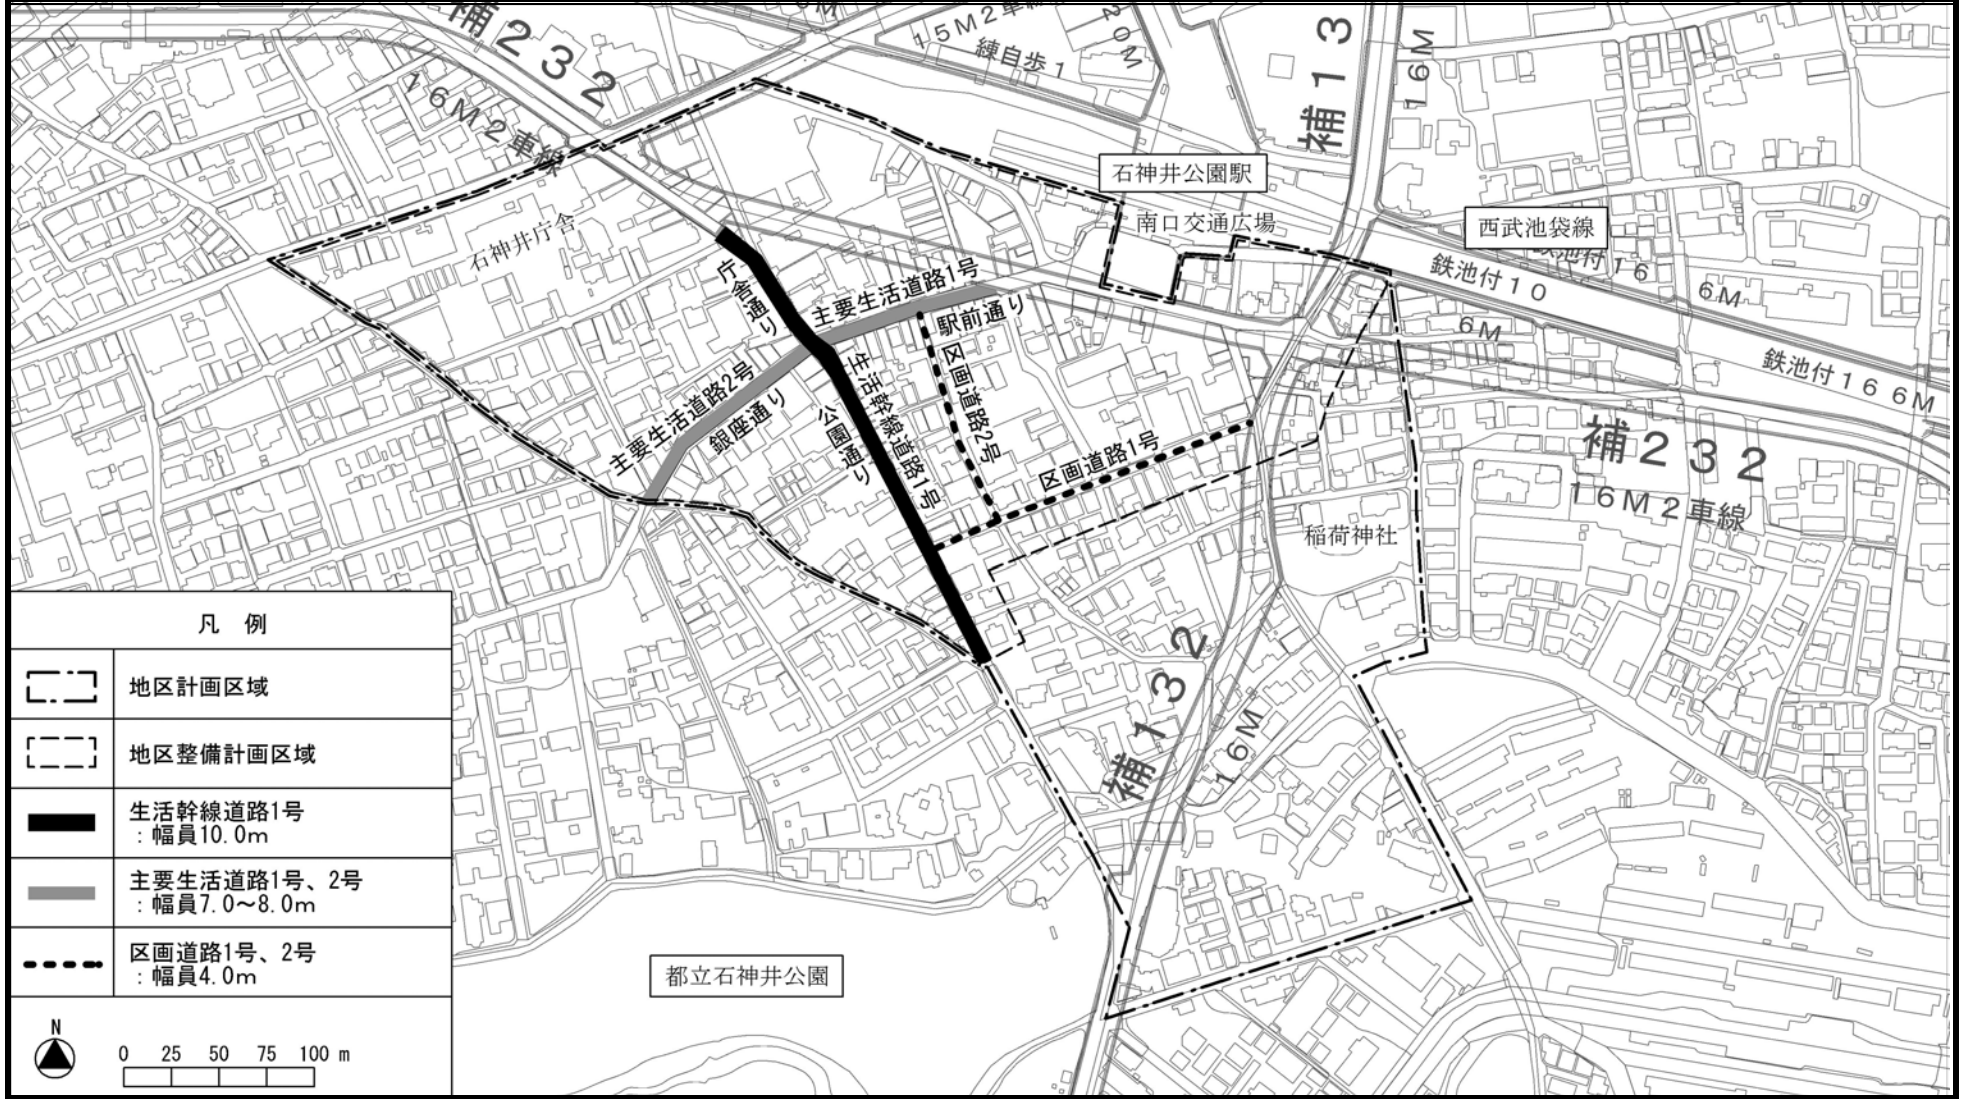 補232
16M2車線
15M2車線
20M
練自歩1
補13
16M
石神井公園駅
南口交通広場
西武池袋線
鉄池付16
鉄池付10
6M
6M
鉄池付16 6M
石神井庁舎
庁舎通り
主要生活道路1号
駅前通り
主要生活道路2号
銀座通り
公園通り
生活幹線道路1号
区画道路2号
区画道路1号
補232
16M2車線
稲荷神社
補132
16M
都立石神井公園
凡 例
地区計画区域
地区整備計画区域
生活幹線道路1号
:幅員10.0m
主要生活道路1号、2号
:幅員7.0～8.0m
区画道路1号、2号
:幅員4.0m
N
0 25 50 75 100 m